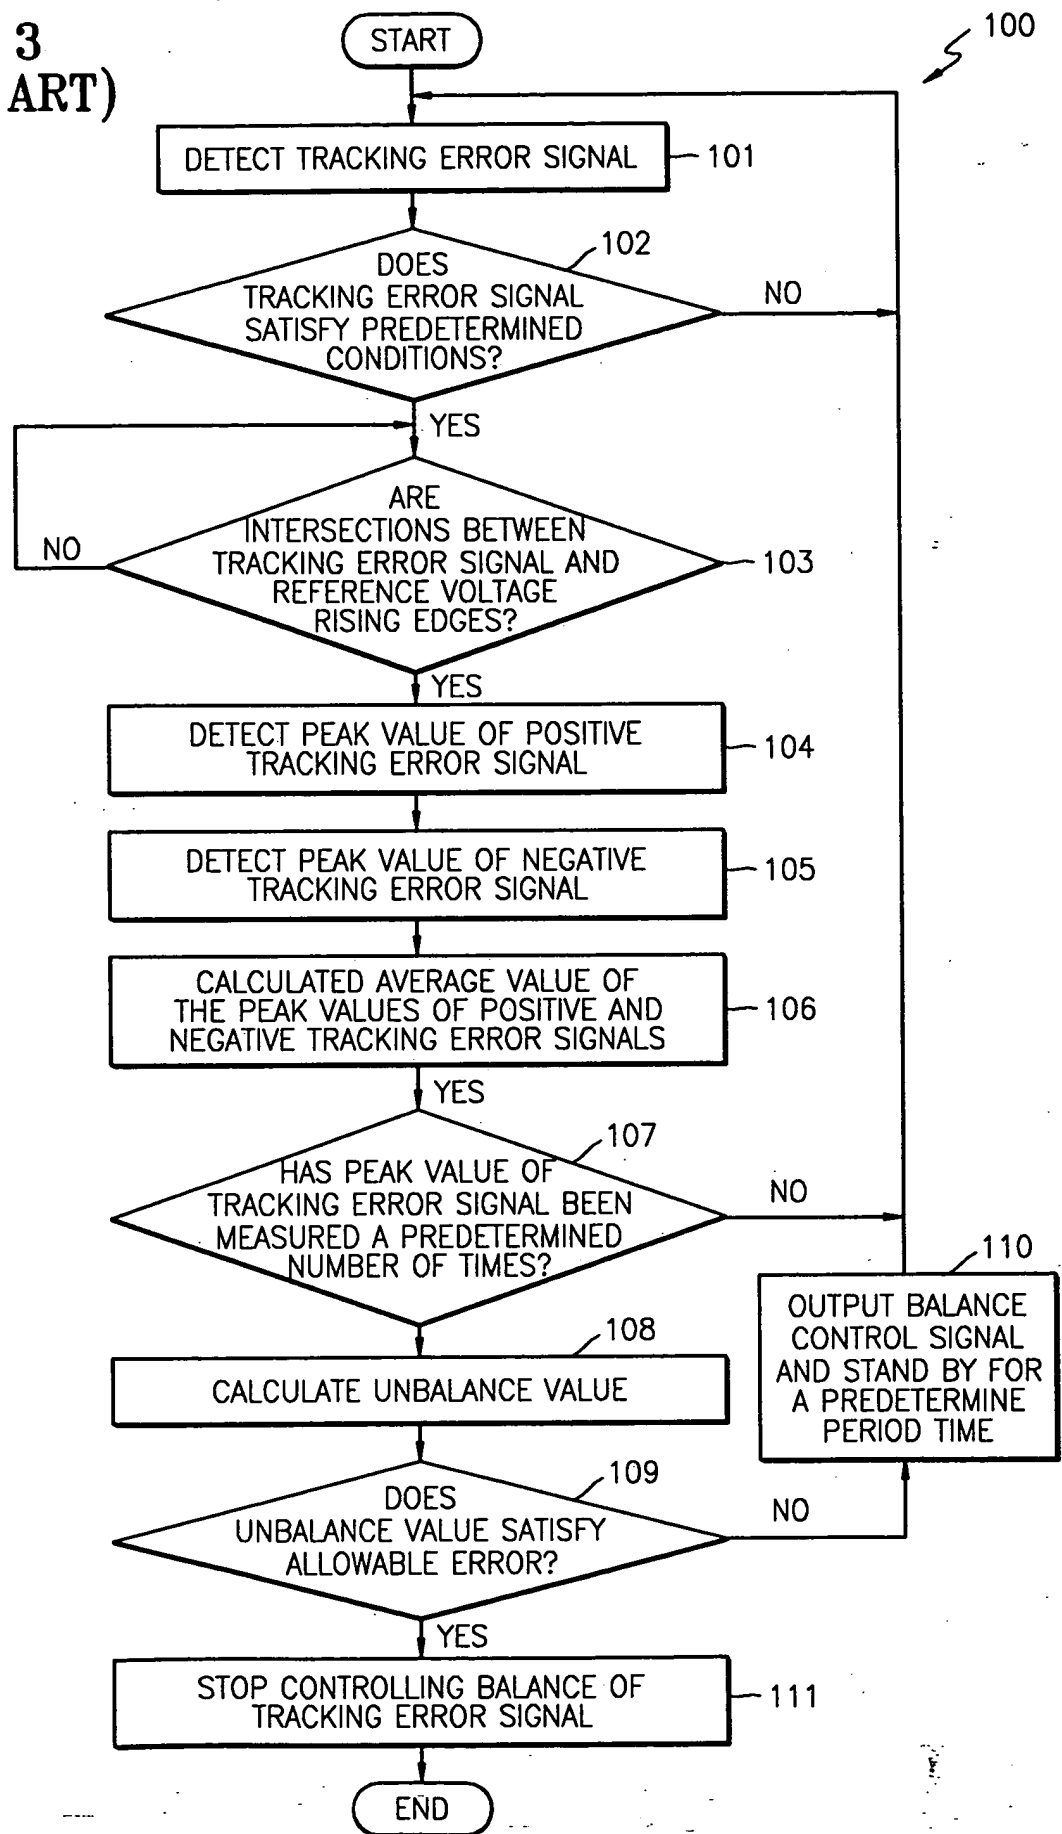 3
ART)
100
START
DETECT TRACKING ERROR SIGNAL
101
102
DOES
TRACKING ERROR SIGNAL
SATISFY PREDETERMINED
CONDITIONS?
NO
YES
ARE
INTERSECTIONS BETWEEN
TRACKING ERROR SIGNAL AND
REFERENCE VOLTAGE
RISING EDGES?
NO
103
YES
DETECT PEAK VALUE OF POSITIVE
TRACKING ERROR SIGNAL
104
DETECT PEAK VALUE OF NEGATIVE
TRACKING ERROR SIGNAL
105
CALCULATED AVERAGE VALUE OF
THE PEAK VALUES OF POSITIVE AND
NEGATIVE TRACKING ERROR SIGNALS
106
YES
107
HAS PEAK VALUE OF
TRACKING ERROR SIGNAL BEEN
MEASURED A PREDETERMINED
NUMBER OF TIMES?
NO
110
OUTPUT BALANCE
CONTROL SIGNAL
AND STAND BY FOR
A PREDETERMINE
PERIOD TIME
108
CALCULATE UNBALANCE VALUE
109
DOES
UNBALANCE VALUE SATISFY
ALLOWABLE ERROR?
NO
YES
STOP CONTROLLING BALANCE OF
TRACKING ERROR SIGNAL
111
END